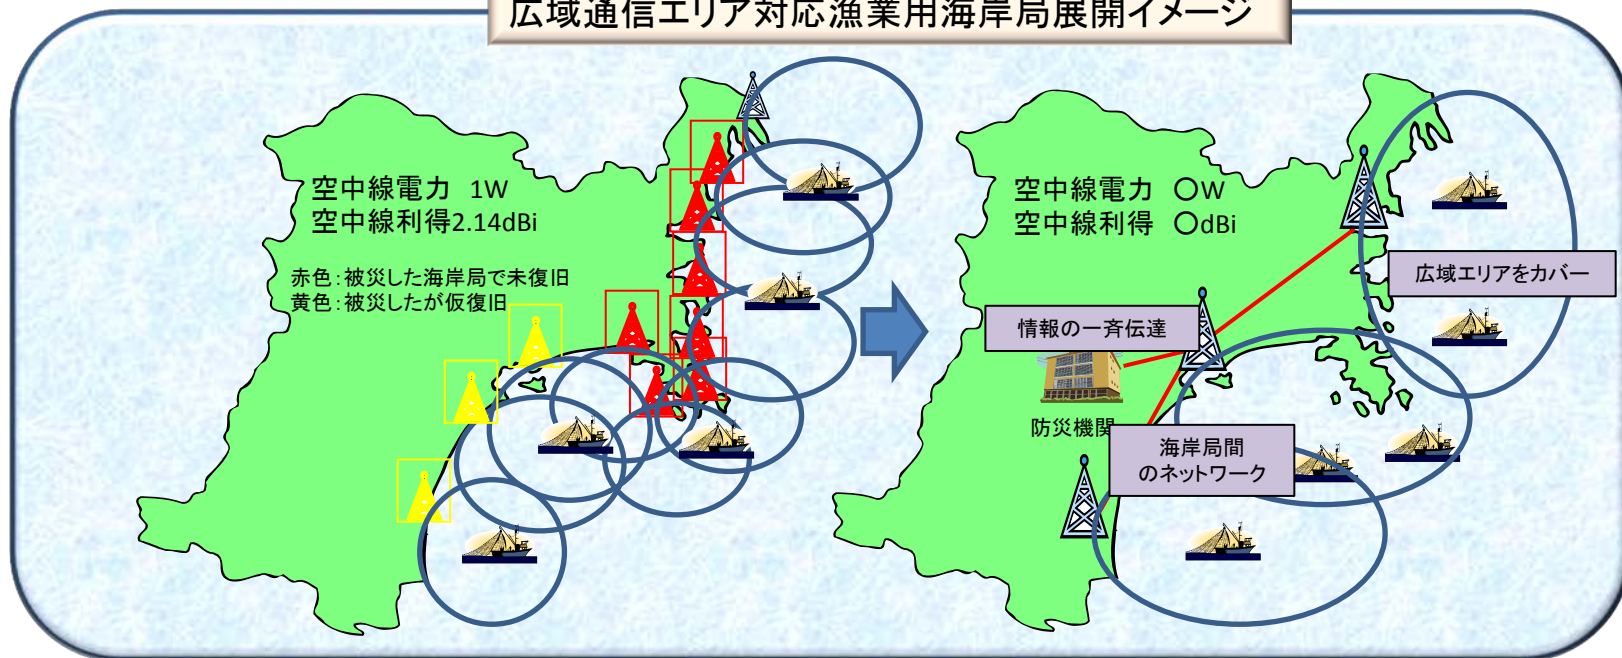 広域通信エリア対応漁業用海岸局展開イメージ
空中線電力 1W
空中線利得2.14dBi
赤色：被災した海岸局で未復旧
黄色：被災したが仮復旧
空中線電力 〇W
空中線利得 〇dBi
広域エリアをカバー
情報の一斉伝達
防災機関
海岸局間
のネットワーク